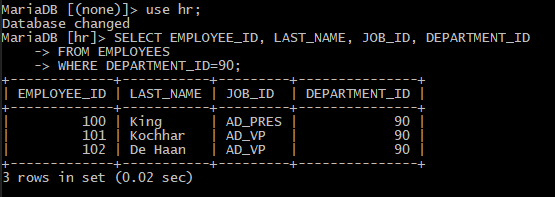 MariaDB [(none)]> use hr;
Database changed
MariaDB [hr]> SELECT EMPLOYEE_ID, LAST_NAME, JOB_ID, DEPARTMENT_ID
    -> FROM EMPLOYEES
    -> WHERE DEPARTMENT_ID=90;
+-------------+-----------+---------+---------------+
| EMPLOYEE_ID | LAST_NAME | JOB_ID  | DEPARTMENT_ID |
+-------------+-----------+---------+---------------+
|         100 | King      | AD_PRES |            90 |
|         101 | Kochhar   | AD_VP   |            90 |
|         102 | De Haan   | AD_VP   |            90 |
+-------------+-----------+---------+---------------+
3 rows in set (0.02 sec)